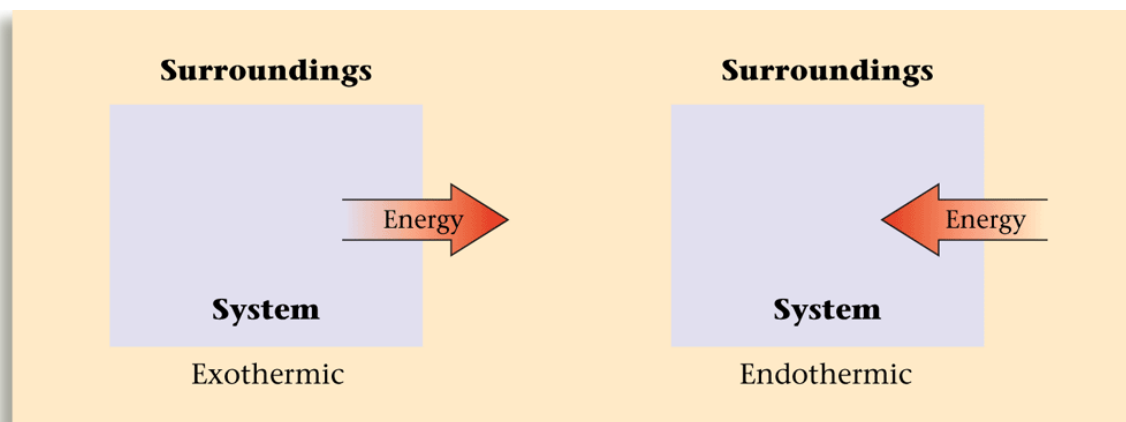 Surroundings
Energy
System
Exothermic
Surroundings
Energy
System
Endothermic